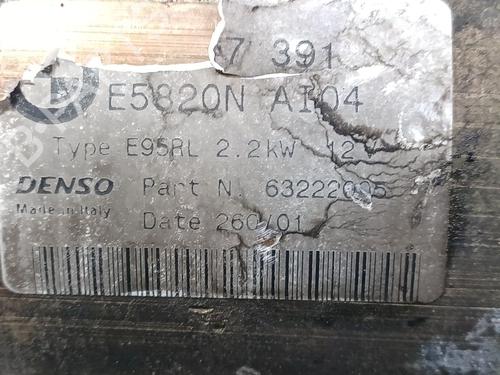 7 391
E5820N AI04
Type E95RL 2.2kW 12
DENSO Part N. 63222005
Made in Italy Date 260/01